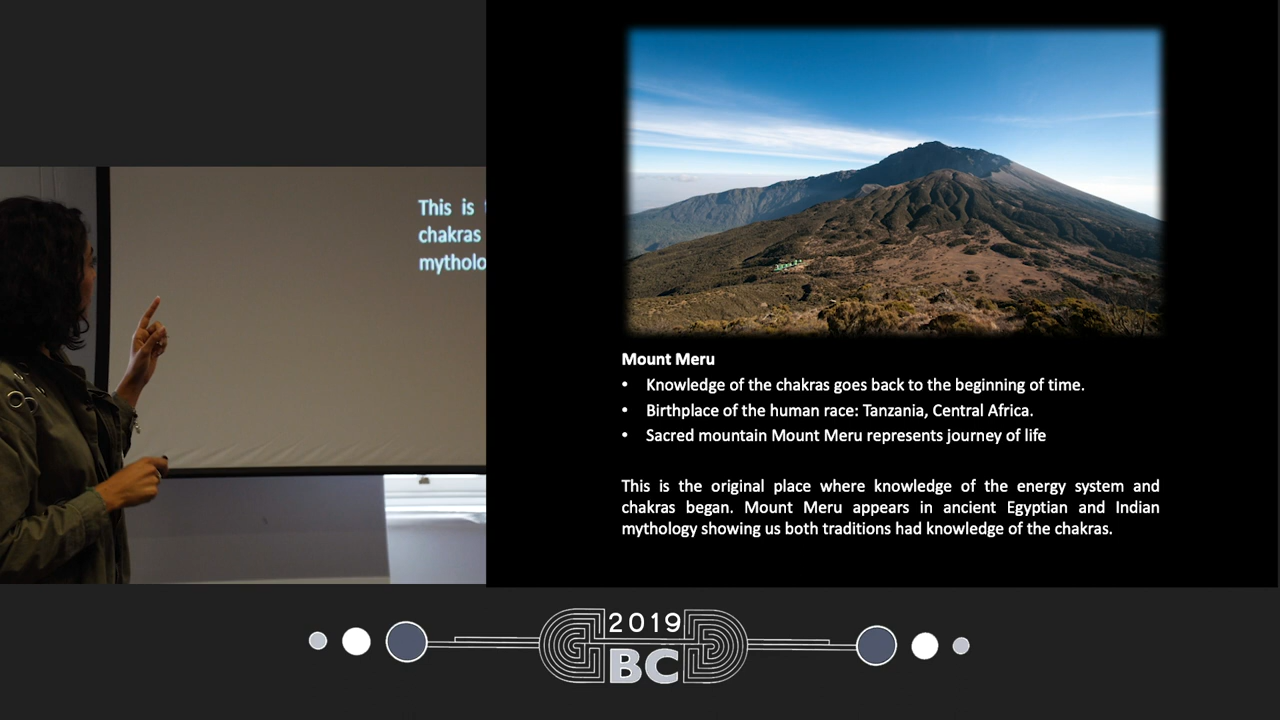 This is
chakras
mytholo
Mount Meru
• Knowledge of the chakras goes back to the beginning of time.
• Birthplace of the human race: Tanzania, Central Africa.
• Sacred mountain Mount Meru represents journey of life
This is the original place where knowledge of the energy system and
chakras began. Mount Meru appears in ancient Egyptian and Indian
mythology showing us both traditions had knowledge of the chakras.
2019
BC